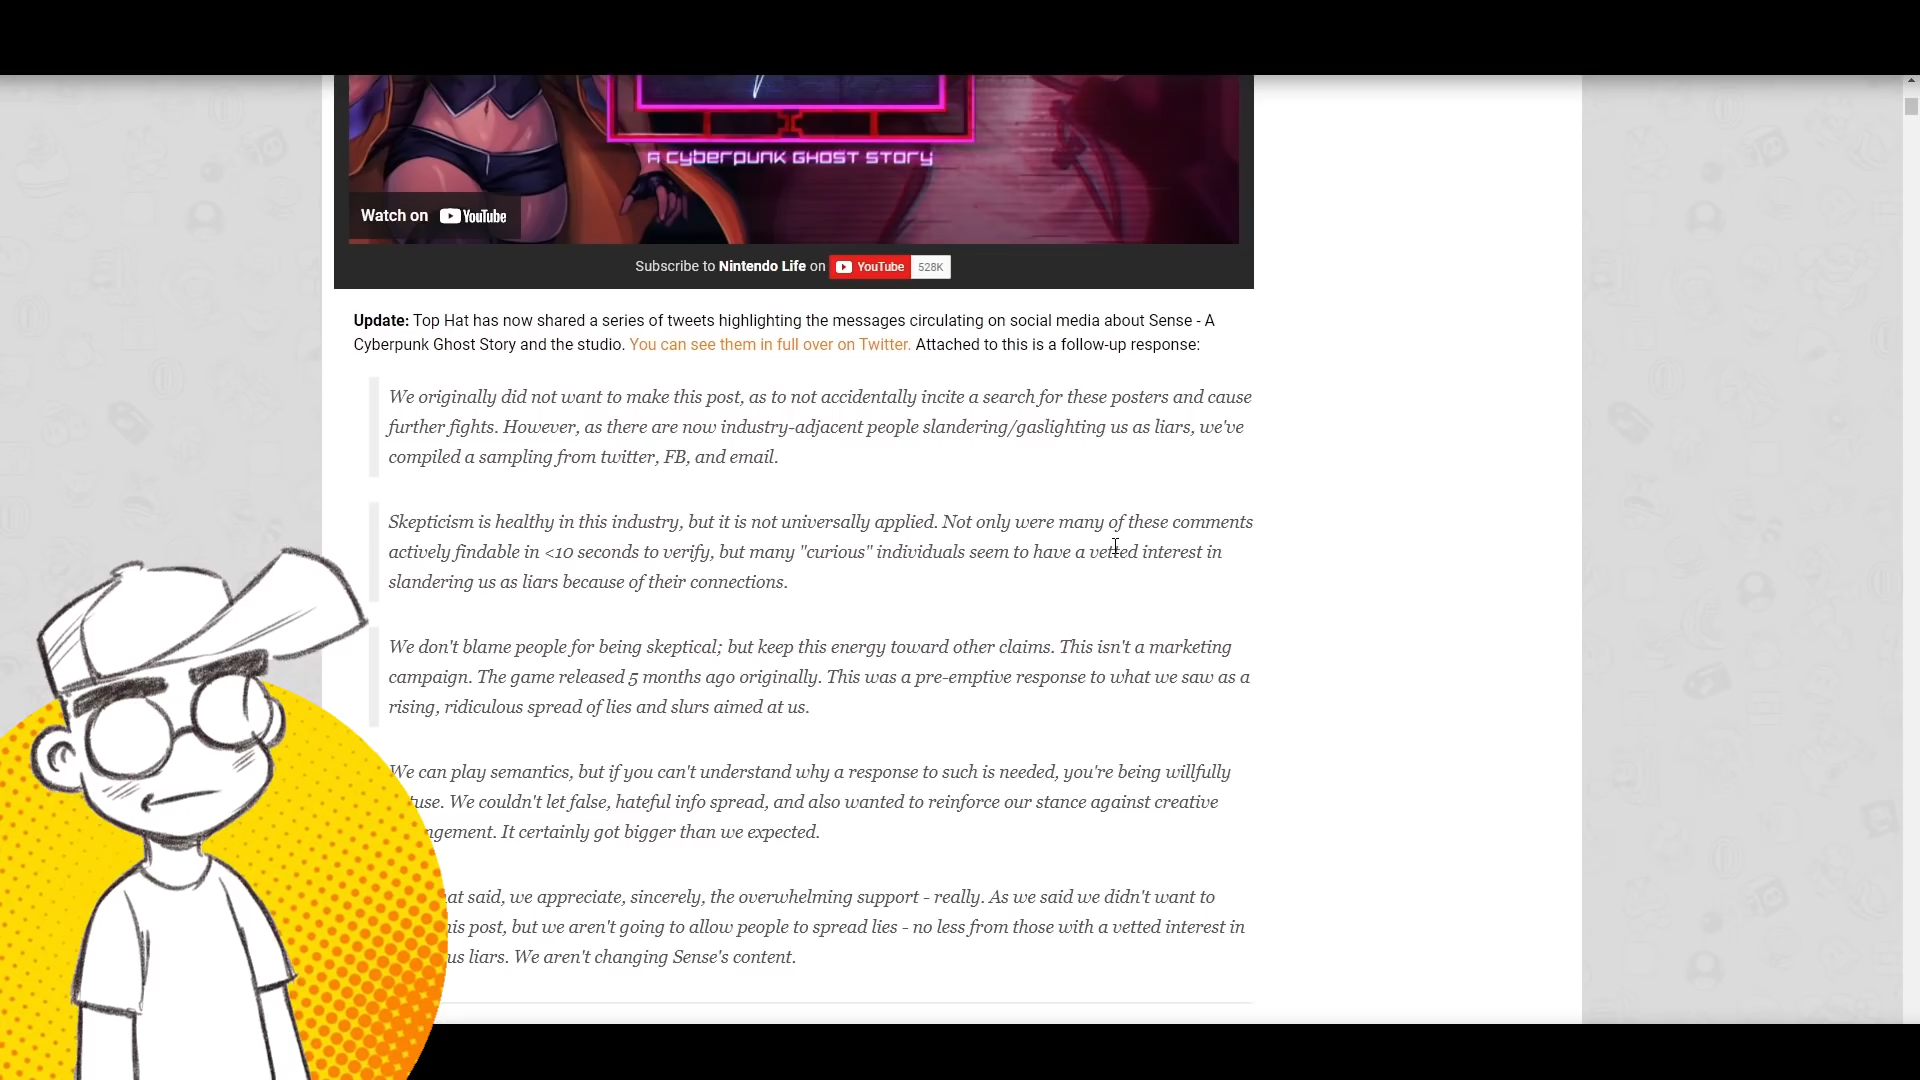 A CYBERPUNK GHOST STORY
Watch on YouTube
Subscribe to Nintendo Life on YouTube 528K
Update: Top Hat has now shared a series of tweets highlighting the messages circulating on social media about Sense - A
Cyberpunk Ghost Story and the studio. You can see them in full over on Twitter. Attached to this is a follow-up response:
We originally did not want to make this post, as to not accidentally incite a search for these posters and cause
further fights. However, as there are now industry-adjacent people slandering/gaslighting us as liars, we've
compiled a sampling from twitter, FB, and email.
Skepticism is healthy in this industry, but it is not universally applied. Not only were many of these comments
actively findable in <10 seconds to verify, but many "curious" individuals seem to have a vetted interest in
slandering us as liars because of their connections.
We don't blame people for being skeptical; but keep this energy toward other claims. This isn't a marketing
campaign. The game released 5 months ago originally. This was a pre-emptive response to what we saw as a
rising, ridiculous spread of lies and slurs aimed at us.
We can play semantics, but if you can't understand why a response to such is needed, you're being willfully
tuse. We couldn't let false, hateful info spread, and also wanted to reinforce our stance against creative
ngement. It certainly got bigger than we expected.
at said, we appreciate, sincerely, the overwhelming support - really. As we said we didn't want to
is post, but we aren't going to allow people to spread lies - no less from those with a vetted interest in
us liars. We aren't changing Sense's content.